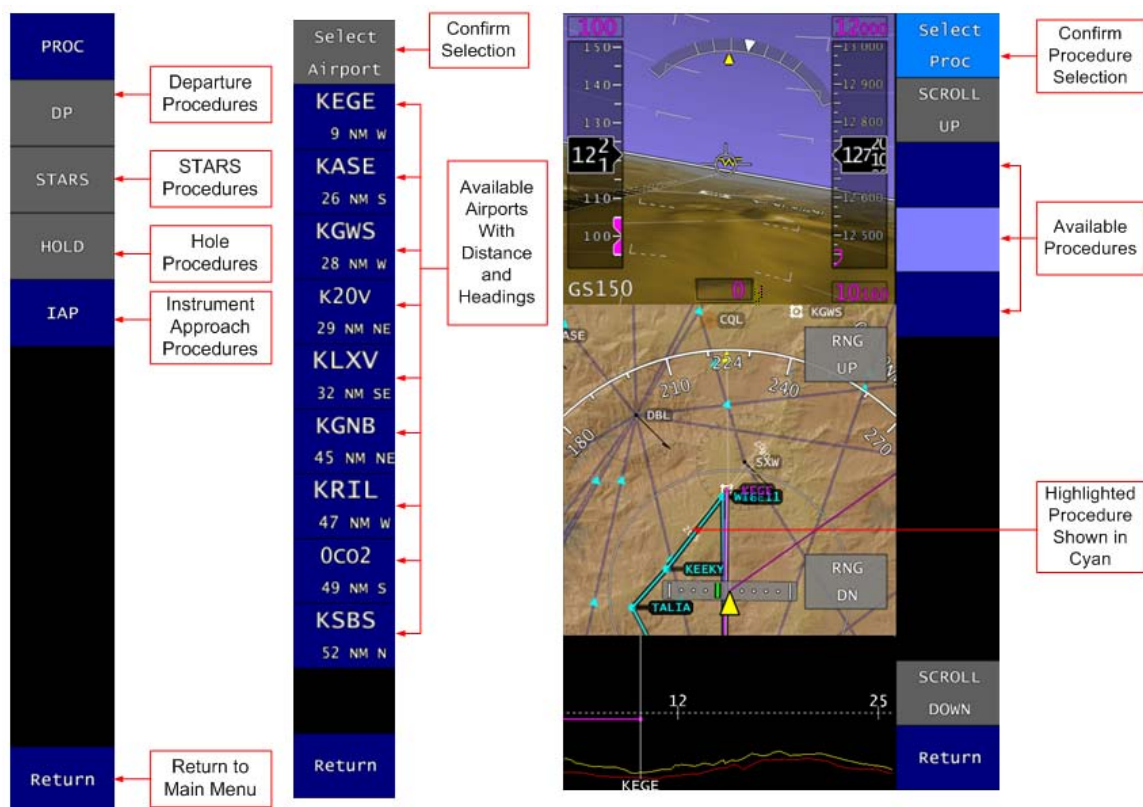 PROC
DP
STARS
HOLD
IAP
Return
Departure
Procedures
STARS
Procedures
Hole
Procedures
Instrument
Approach
Procedures
Return to
Main Menu
Select
Airport
KEGE
9 NM W
KASE
26 NM S
KGWS
28 NM W
K20V
29 NM NE
KLXV
32 NM SE
KGNB
45 NM NE
KRIL
47 NM W
0CO2
49 NM S
KSBS
52 NM N
Return
Confirm
Selection
Available
Airports
With
Distance
and
Headings
100
150
130
110
100
GS150
12000
13 000
12 900
12 800
12 600
12 500
0
10100
CQL
KGWS
ASE
RNG
UP
180
210
224
240
270
DBL
SXW
KEGE
KEEKY
TALIA
RNG
DN
12
25
KEGE
Select
Proc
SCROLL
UP
SCROLL
DOWN
Return
Confirm
Procedure
Selection
Available
Procedures
Highlighted
Procedure
Shown in
Cyan